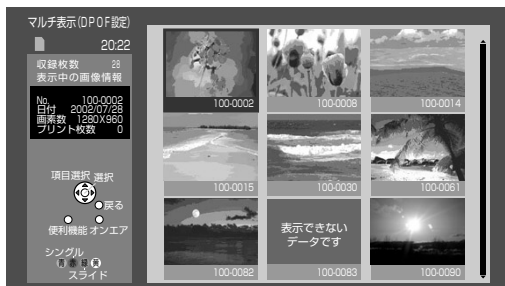 マルチ表示(DPOF設定)
20:22
収録枚数 28
表示中の画像情報
No. 100-0002
日付 2002/07/28
画素数 1280X960
プリント枚数 0
項目選択 選択
戻る
便利機能 オンエア
シングル
青 赤 緑 黄
スライド
100-0002
100-0008
100-0014
100-0015
100-0030
100-0061
100-0082
表示できない
データです
100-0083
100-0090